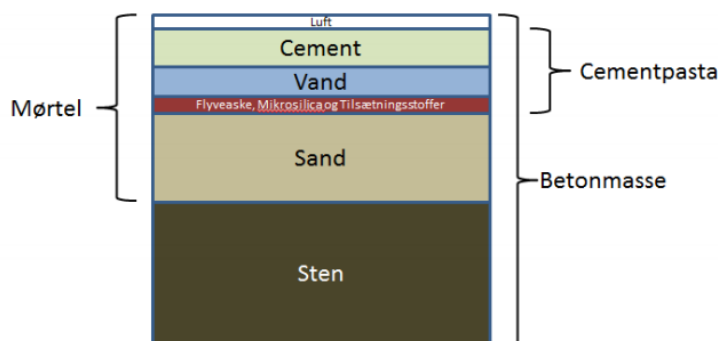 Luft
Cement
Vand
Flyveaske, Mikrosilica og Tilsætningsstoffer
Sand
Sten
Mørtel
Cementpasta
Betonmasse